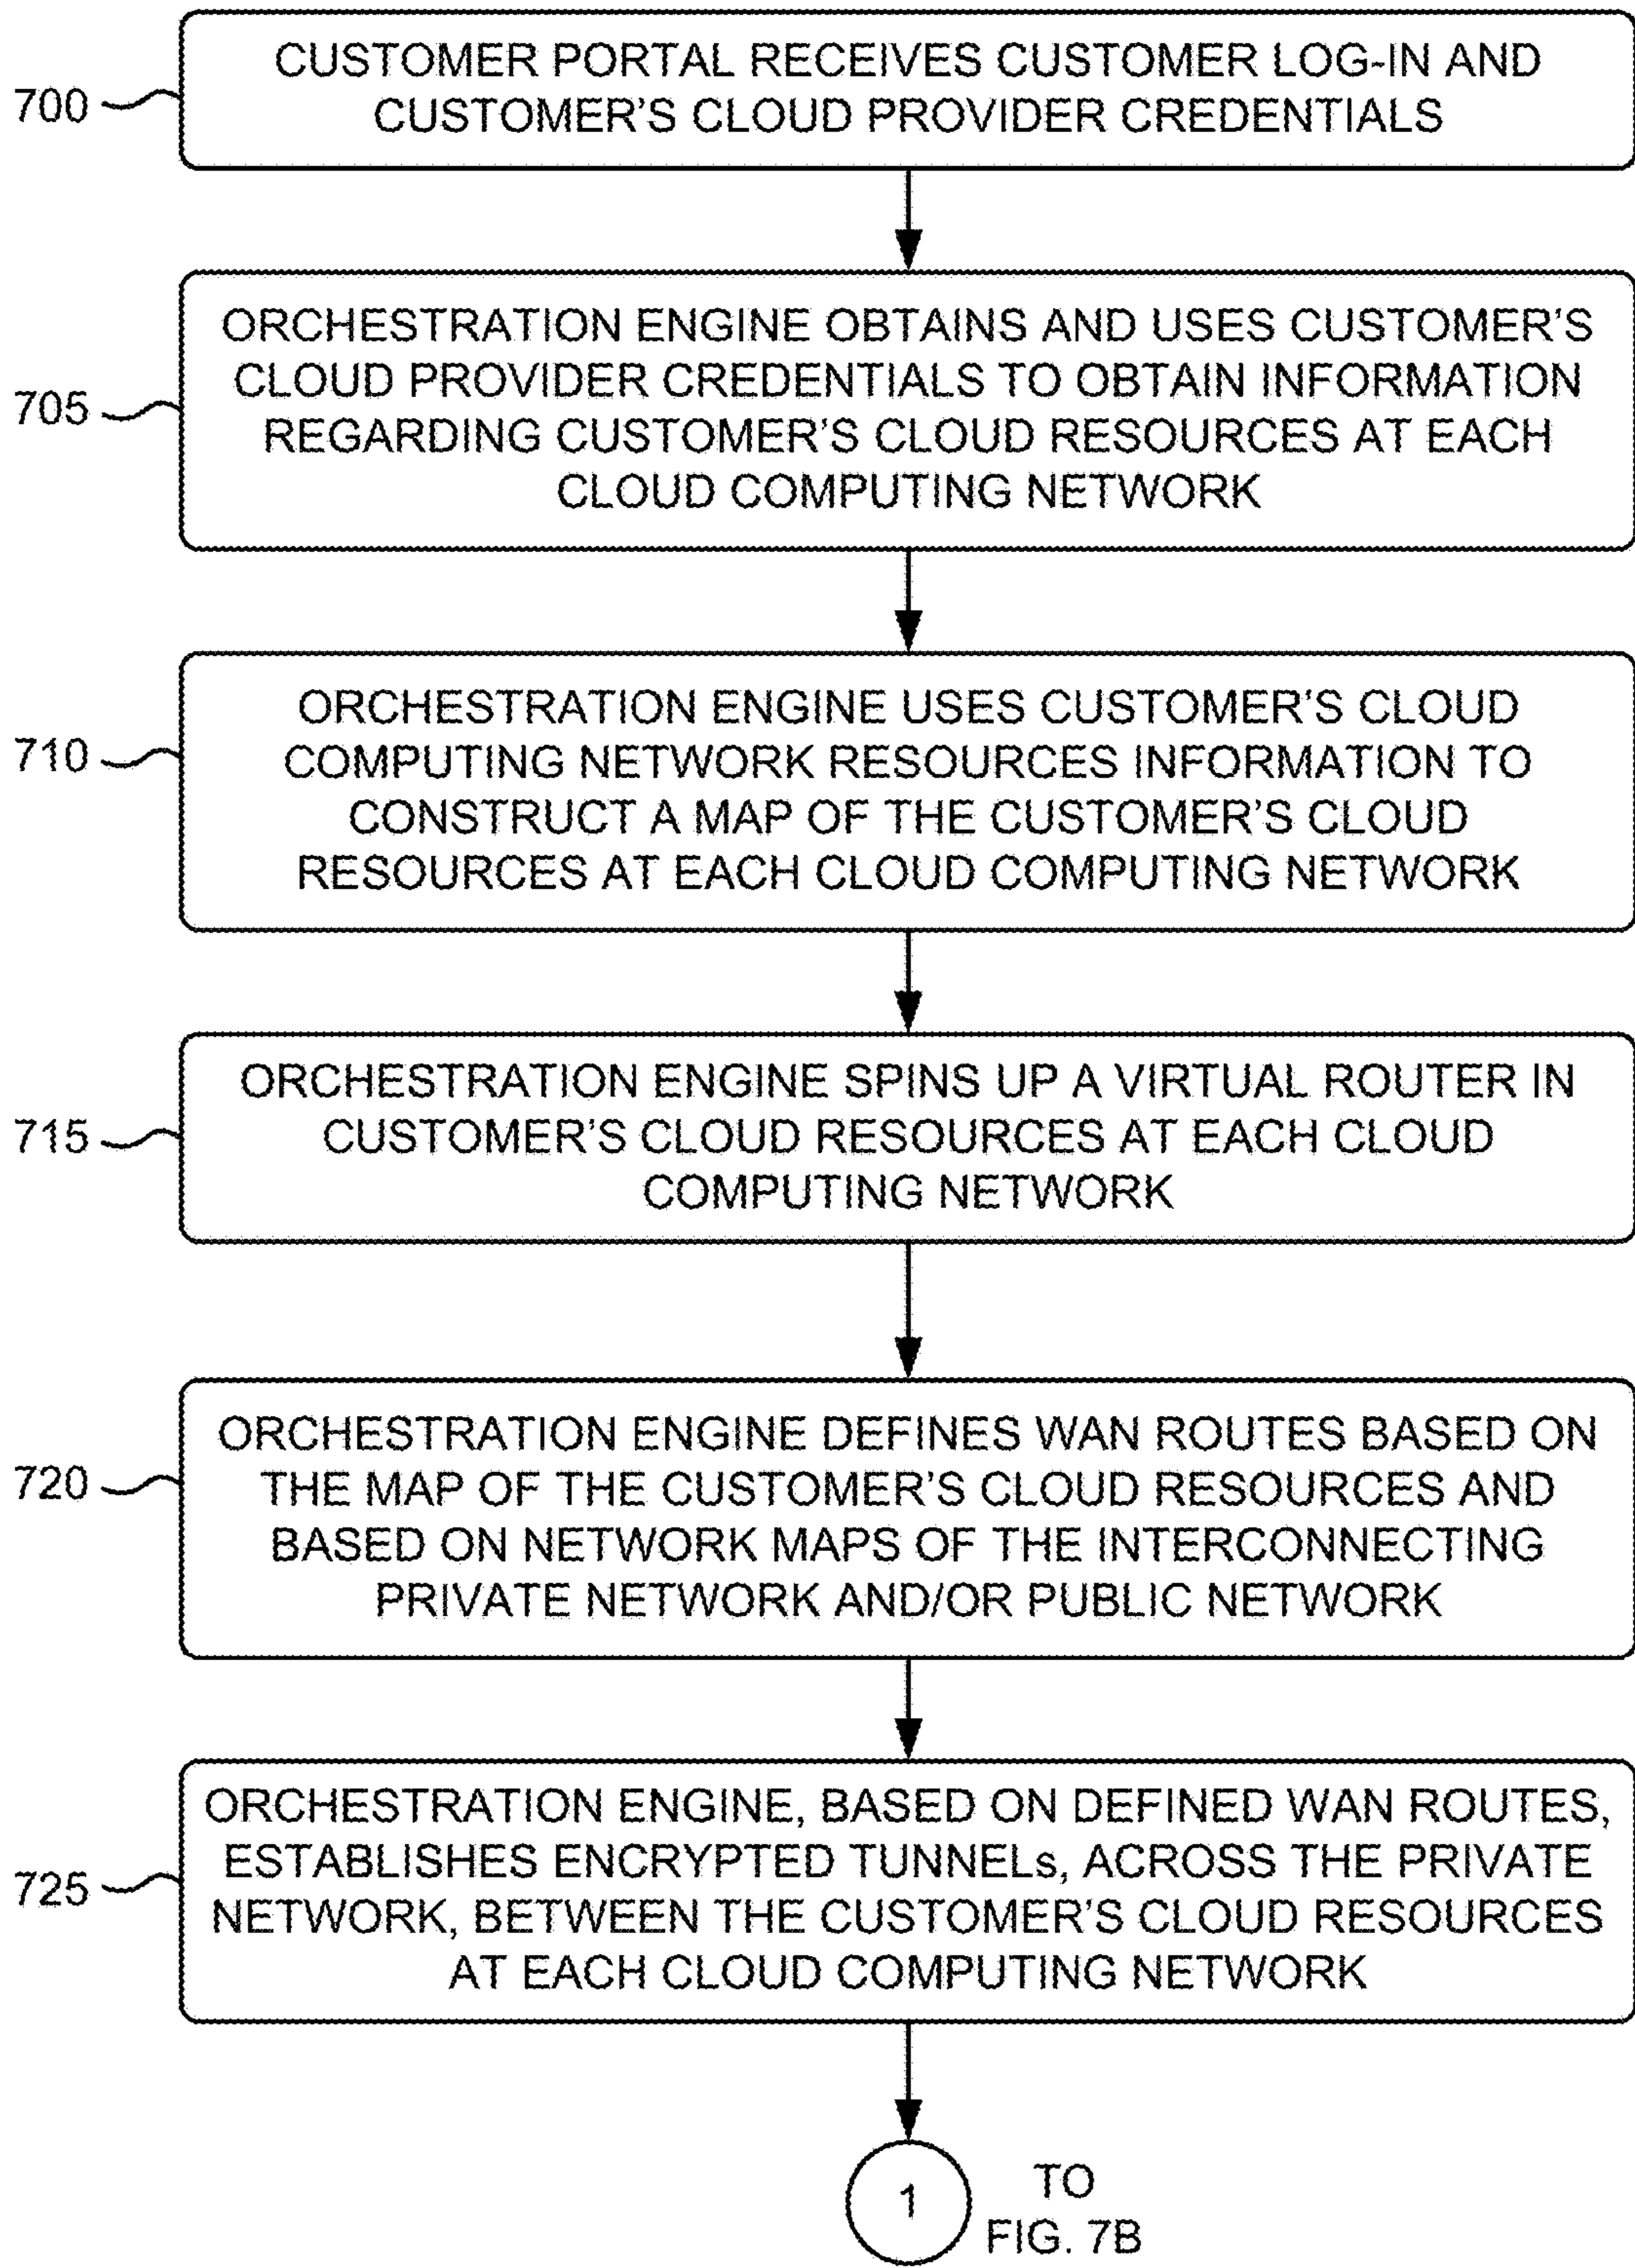 CUSTOMER PORTAL RECEIVES CUSTOMER LOG-IN AND
CUSTOMER'S CLOUD PROVIDER CREDENTIALS
700
ORCHESTRATION ENGINE OBTAINS AND USES CUSTOMER'S
CLOUD PROVIDER CREDENTIALS TO OBTAIN INFORMATION
REGARDING CUSTOMER'S CLOUD RESOURCES AT EACH
CLOUD COMPUTING NETWORK
705
ORCHESTRATION ENGINE USES CUSTOMER'S CLOUD
COMPUTING NETWORK RESOURCES INFORMATION TO
CONSTRUCT A MAP OF THE CUSTOMER'S CLOUD
RESOURCES AT EACH CLOUD COMPUTING NETWORK
710
ORCHESTRATION ENGINE SPINS UP A VIRTUAL ROUTER IN
CUSTOMER'S CLOUD RESOURCES AT EACH CLOUD
COMPUTING NETWORK
715
ORCHESTRATION ENGINE DEFINES WAN ROUTES BASED ON
THE MAP OF THE CUSTOMER'S CLOUD RESOURCES AND
BASED ON NETWORK MAPS OF THE INTERCONNECTING
PRIVATE NETWORK AND/OR PUBLIC NETWORK
720
ORCHESTRATION ENGINE, BASED ON DEFINED WAN ROUTES,
ESTABLISHES ENCRYPTED TUNNELs, ACROSS THE PRIVATE
NETWORK, BETWEEN THE CUSTOMER'S CLOUD RESOURCES
AT EACH CLOUD COMPUTING NETWORK
725
1
TO
FIG. 7B